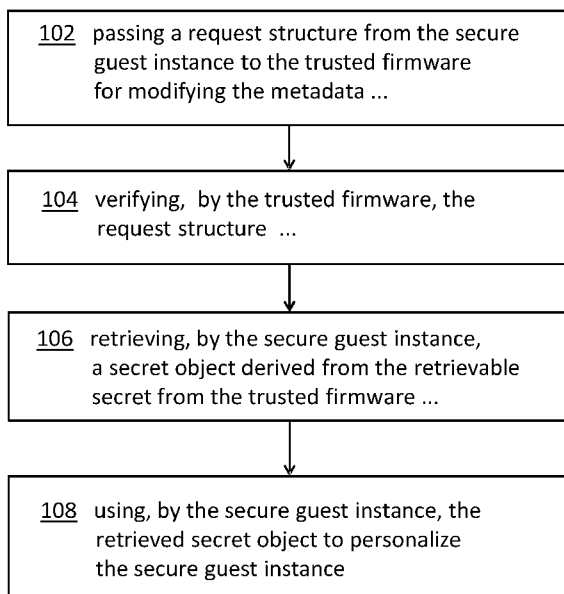 102 passing a request structure from the secure
guest instance to the trusted firmware
for modifying the metadata ...
104 verifying, by the trusted firmware, the
request structure ...
106 retrieving, by the secure guest instance,
a secret object derived from the retrievable
secret from the trusted firmware ...
108 using, by the secure guest instance, the
retrieved secret object to personalize
the secure guest instance